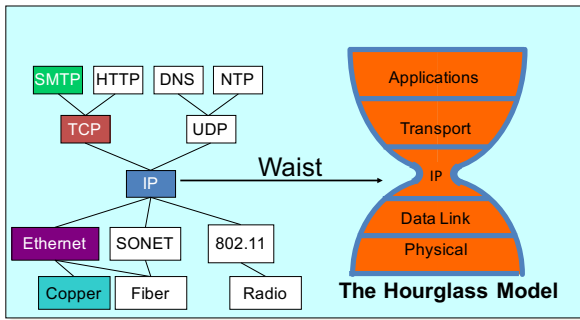 SMTP HTTP DNS NTP
TCP UDP
IP
Waist
Ethernet SONET 802.11
Copper Fiber Radio
Applications
Transport
IP
Data Link
Physical
The Hourglass Model